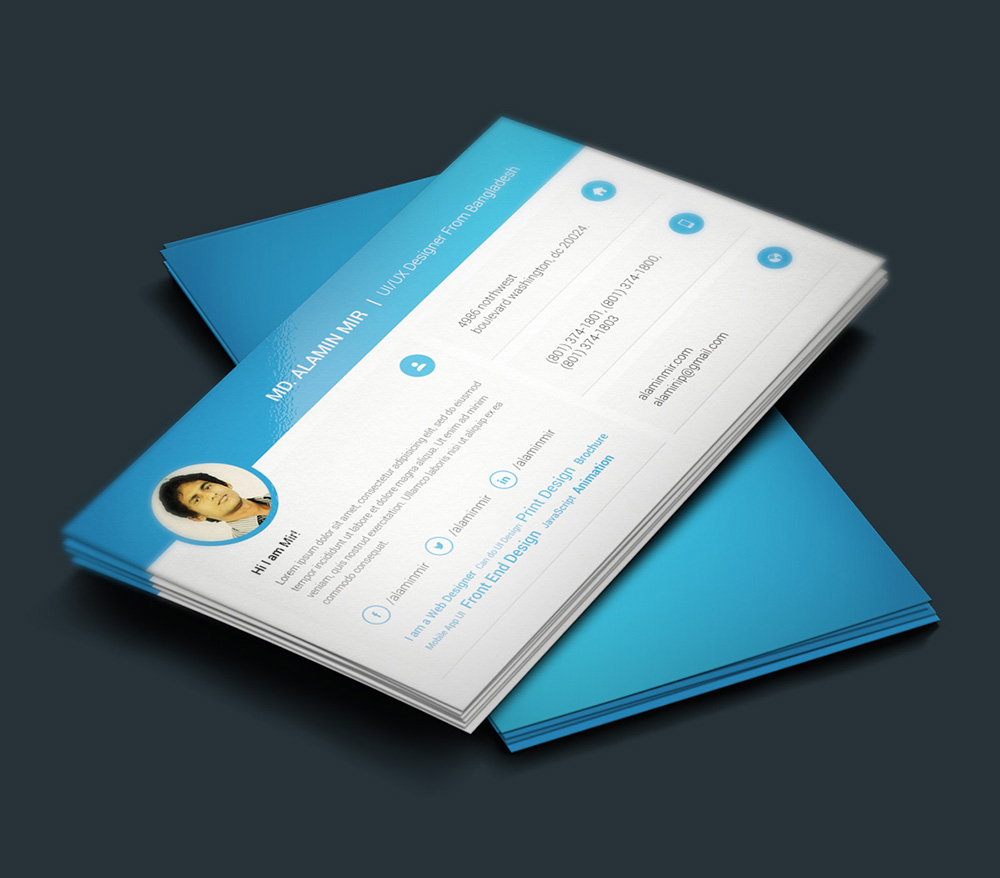 MD. ALAMIN MIR | UI/UX Designer From Bangladesh
Hi I am Mir!
Lorem ipsum dolor sit amet, consectetur adipisicing elit, sed do eiusmod
tempor incididunt ut labore et dolore magna aliqua. Ut enim ad minim
veniam, quis nostrud exercitation. Ullamco laboris nisi ut aliquip ex ea
commodo consequat.
f /alaminmir
/alaminmir
in /alaminmir
I am a Web Designer Can do UI Design Print Design Brochure
Mobile App UI Front End Design JavaScript Animation
4986 notrhwest
boulevard washington, dc 20024.
(801) 374-1801, (801) 374-1800,
(801) 374-1803
alaminmir.com
alaminip@gmail.com